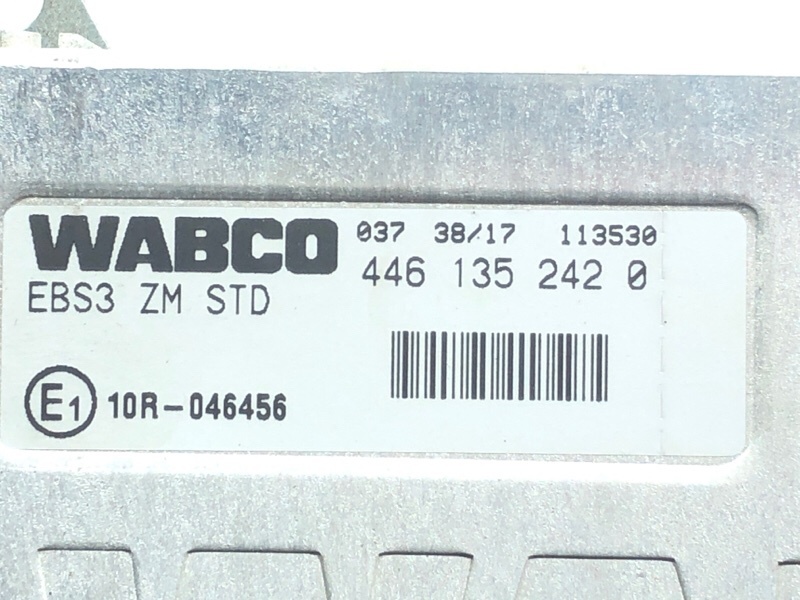 WABCO 037 38/17 113530
EBS3 ZM STD 446 135 242 0
E1 10R-046456